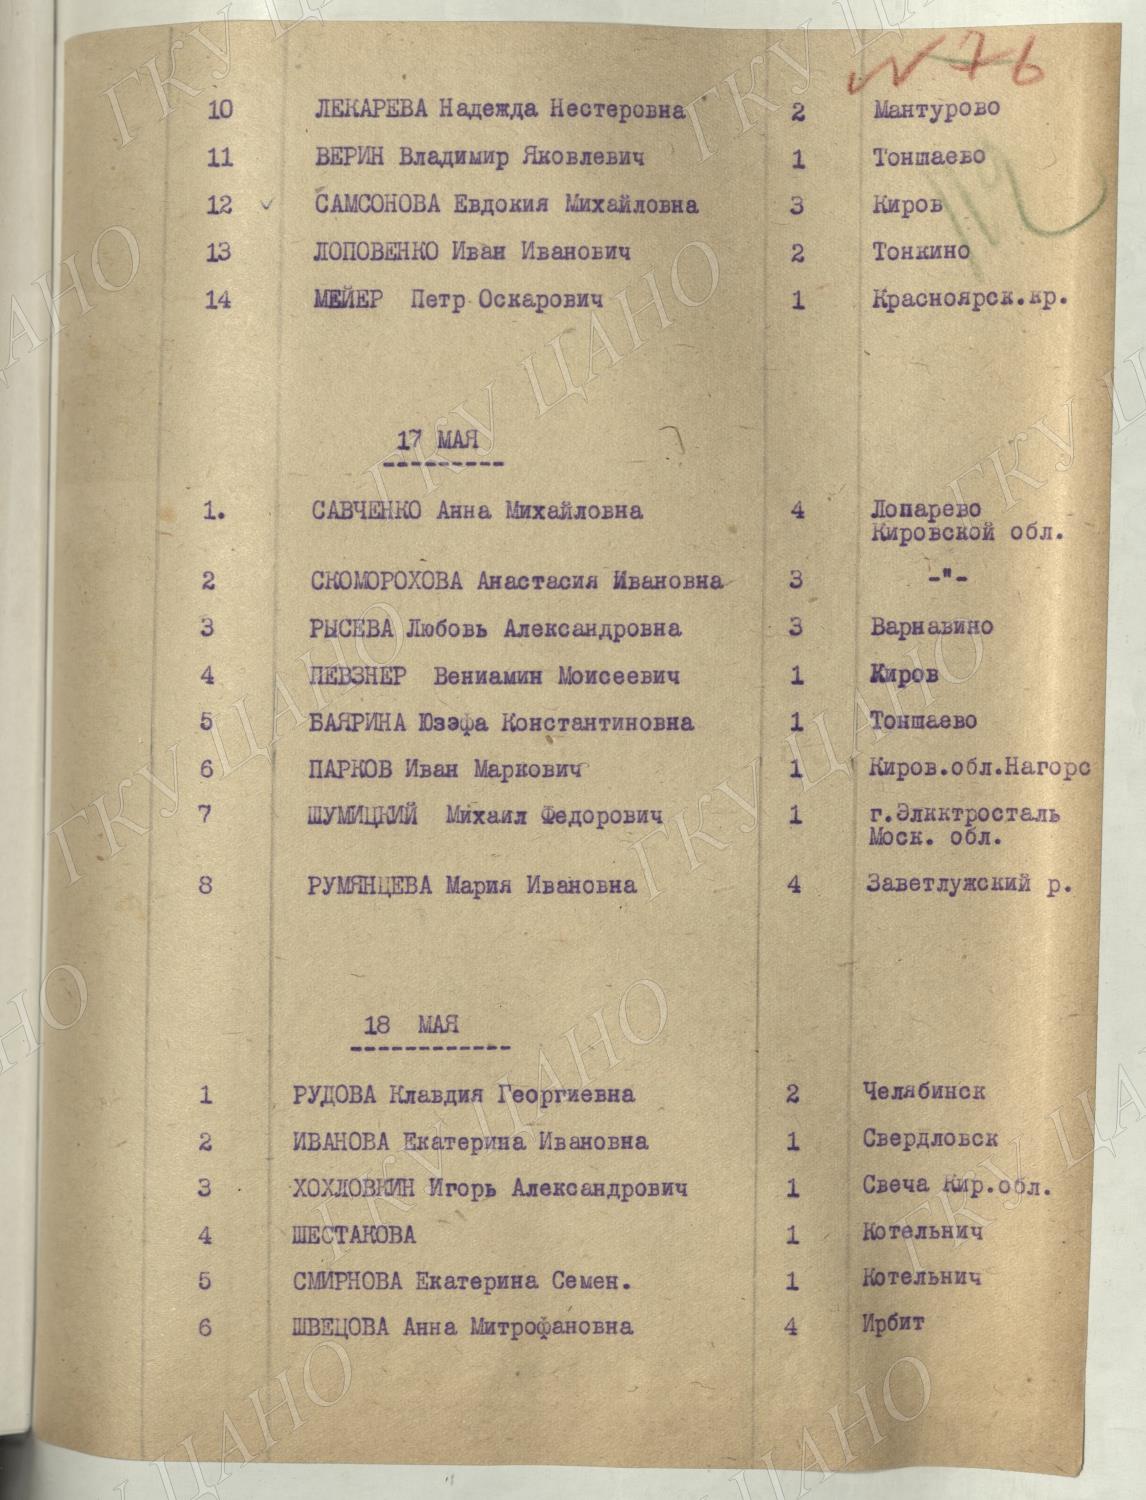 N 76
10 ЛЕКАРЕВА Надежда Нестеровна 2 Мантурово
11 ВЕРИН Владимир Яковлевич 1 Тоншаево
12 САМСОНОВА Евдокия Михайловна 3 Киров
13 ЛОПОВЕНКО Иван Иванович 2 Тонкино
14 МЕЙЕР Петр Оскарович 1 Красноярск.кр.
17 МАЯ
1. САВЧЕНКО Анна Михайловна 4 Лопарево
Кировской обл.
2 СКОМОРОХОВА Анастасия Ивановна 3 -"-
3 РЫСЕВА Любовь Александровна 3 Варнавино
4 ПЕВЗНЕР Вениамин Моисеевич 1 Киров
5 БАЯРИНА Юзэфа Константиновна 1 Тоншаево
6 ПАРКОВ Иван Маркович 1 Киров.обл.Нагорс
7 ШУМИЦКИЙ Михаил Федорович 1 г.Элкктросталь
Моск. обл.
8 РУМЯНЦЕВА Мария Ивановна 4 Заветлужский р.
18 МАЯ
1 РУДОВА Клавдия Георгиевна 2 Челябинск
2 ИВАНОВА Екатерина Ивановна 1 Свердловск
3 ХОХЛОВКИН Игорь Александрович 1 Свеча Кир.обл.
4 ШЕСТАКОВА 1 Котельнич
5 СМИРНОВА Екатерина Семен. 1 Котельнич
6 ШВЕЦОВА Анна Митрофановна 4 Ирбит
ГКУ ЦАНО